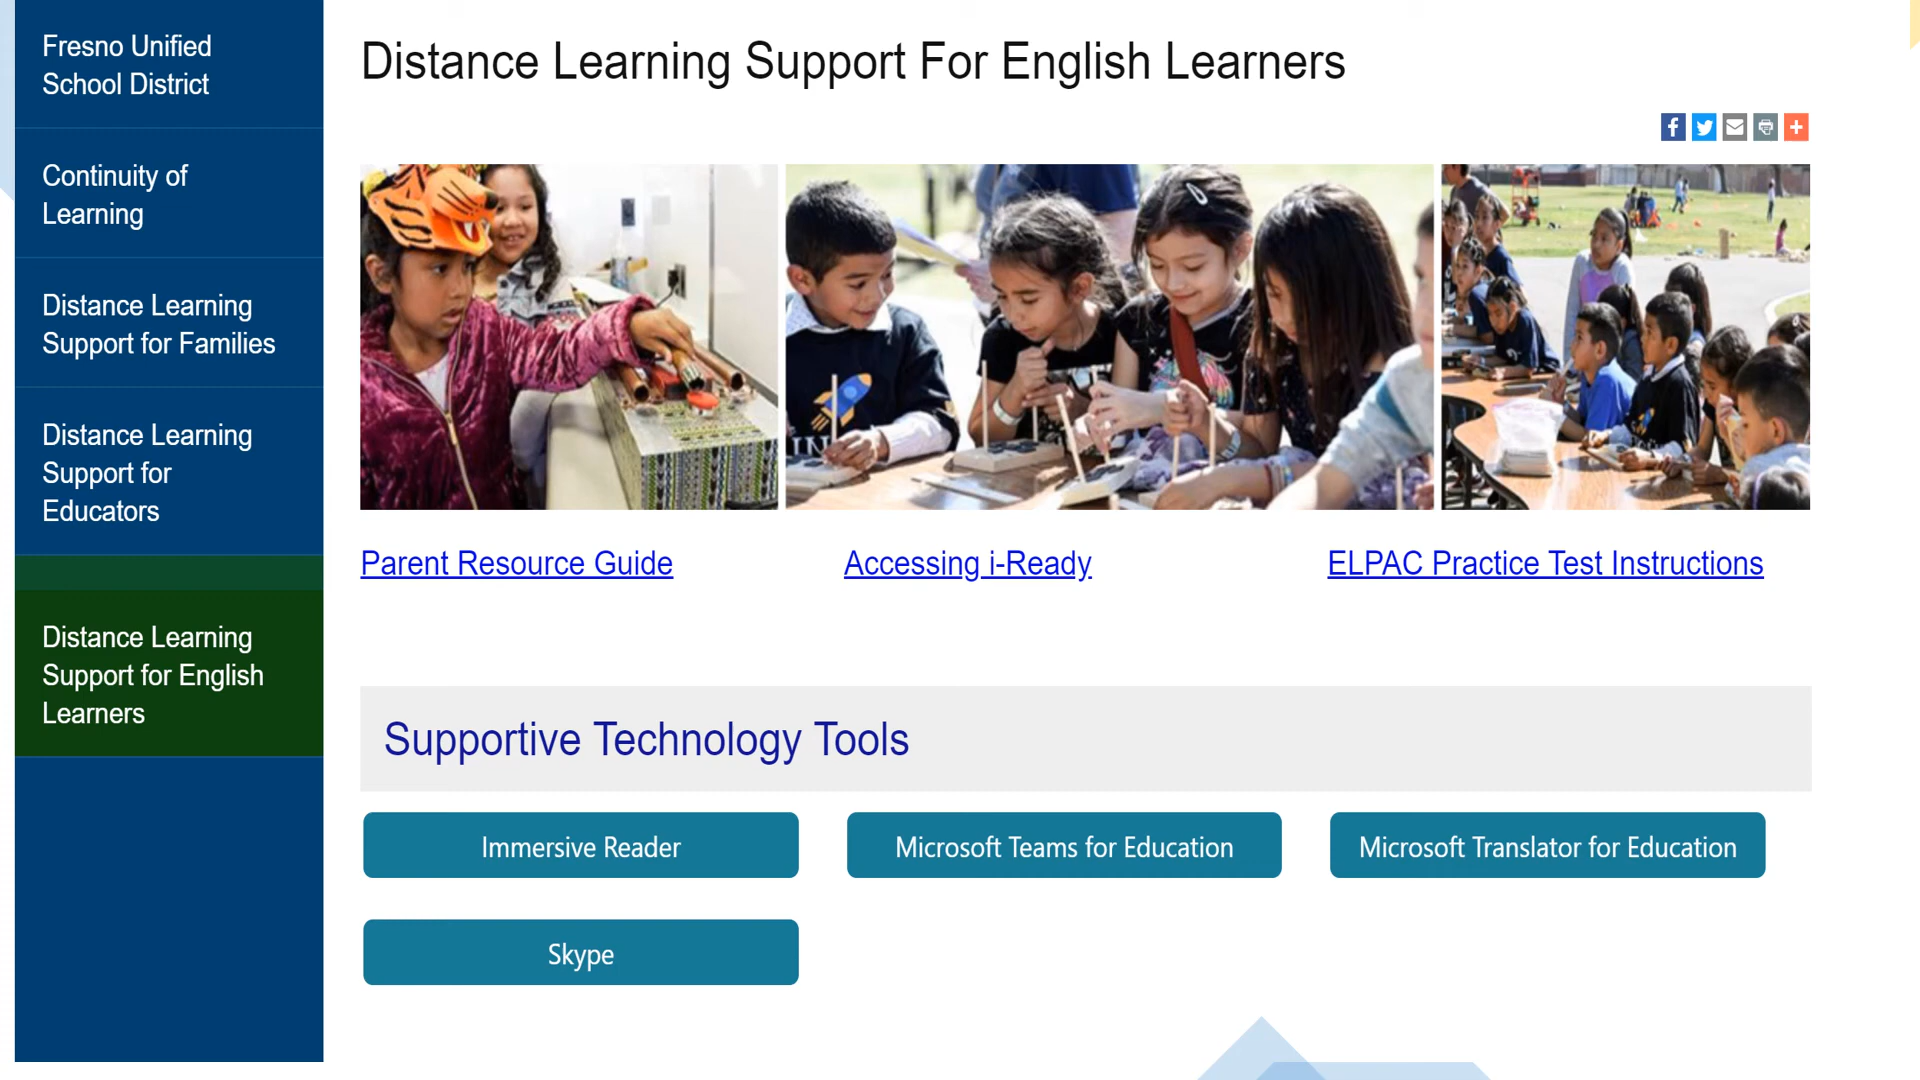 Fresno Unified
School District
Continuity of
Learning
Distance Learning
Support for Families
Distance Learning
Support for
Educators
Distance Learning
Support for English
Learners
Distance Learning Support For English Learners
Parent Resource Guide
Accessing i-Ready
ELPAC Practice Test Instructions
Supportive Technology Tools
Immersive Reader
Microsoft Teams for Education
Microsoft Translator for Education
Skype